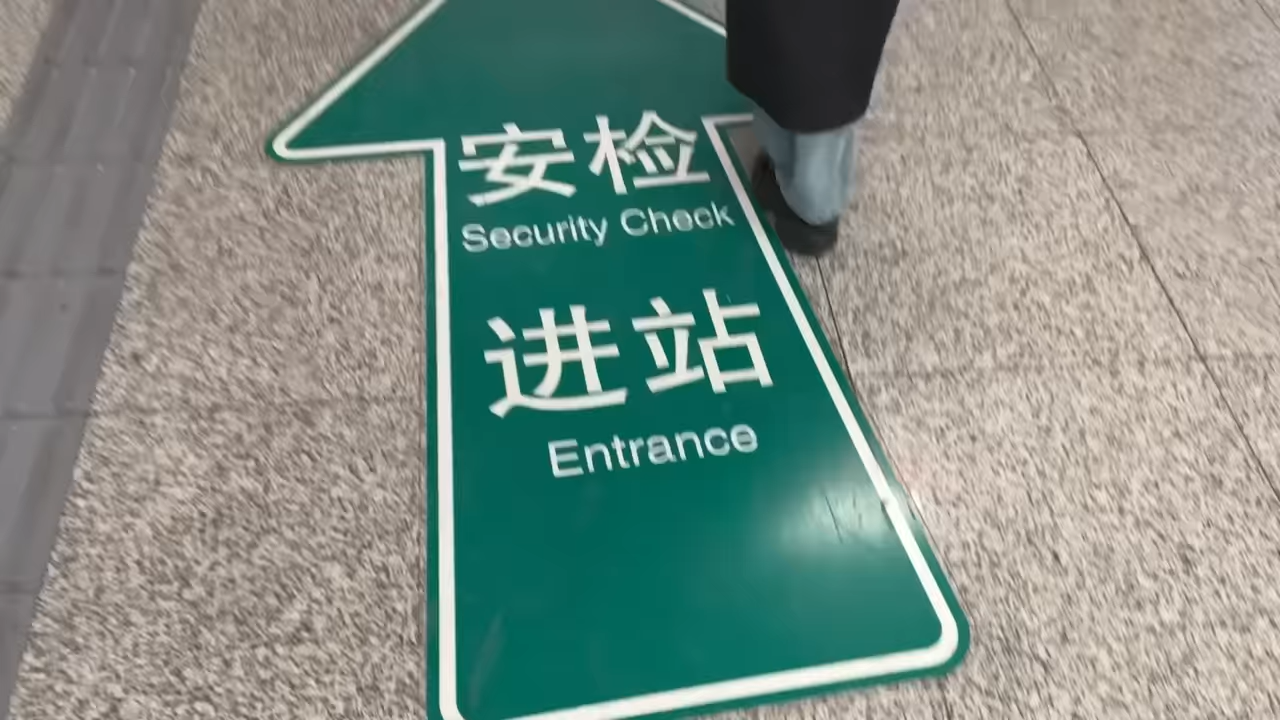 安检
Security Check
进站
Entrance